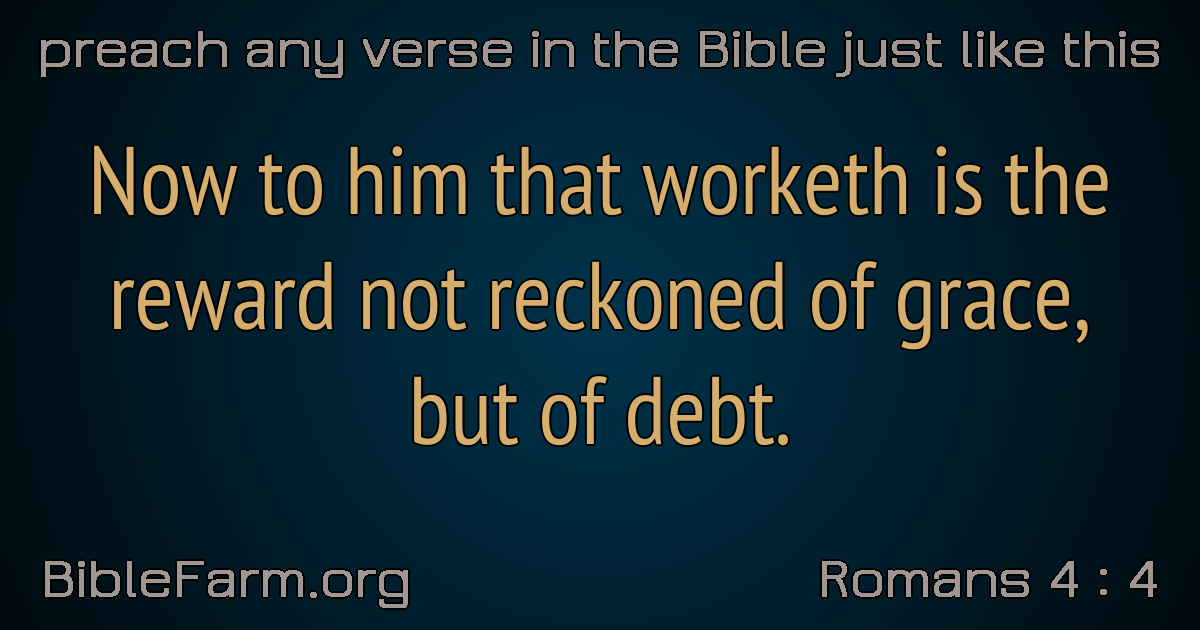 preach any verse in the Bible just like this
Now to him that worketh is the
reward not reckoned of grace,
but of debt.
BibleFarm.org
Romans 4 : 4